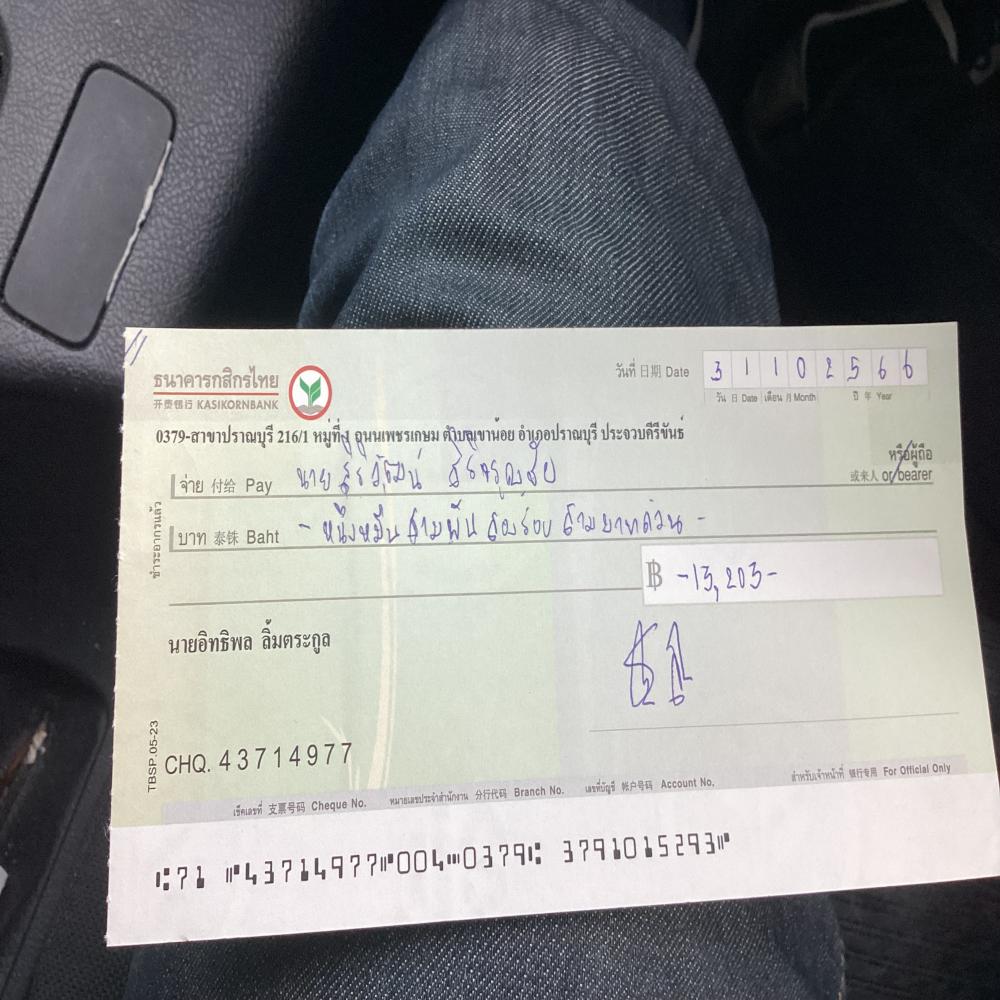 ธนาคารกสิกรไทย
开泰银行 KASIKORNBANK
วันที่ 日期 Date 31102566
วัน 日 Date เดือน 月 Month ปี 年 Year
0379-สาขาปราณบุรี 216/1 หมู่ที่ 1 ถนนเพชรเกษม ตำบลเขาน้อย อำเภอปราณบุรี ประจวบคีรีขันธ์
หรือผู้ถือ
或来人 or bearer
จ่าย 付给 Pay นาย
บาท 泰铢 Baht - หนึ่งหมื่นสามพันสองร้อยสามบาทถ้วน -
฿ -13,203-
ชำระอากรแล้ว
นายอิทธิพล ลิ้มตระกูล
TBSP.05-23
CHQ. 43714977
เช็คเลขที่ 支票号码 Cheque No. หมายเลขประจำสำนักงาน 分行代码 Branch No. เลขที่บัญชี 帐户号码 Account No. สำหรับเจ้าหน้าที่ 银行专用 For Official Only
⑆71 ⑈43714977⑈004⑉0379⑆ 3791015293⑈